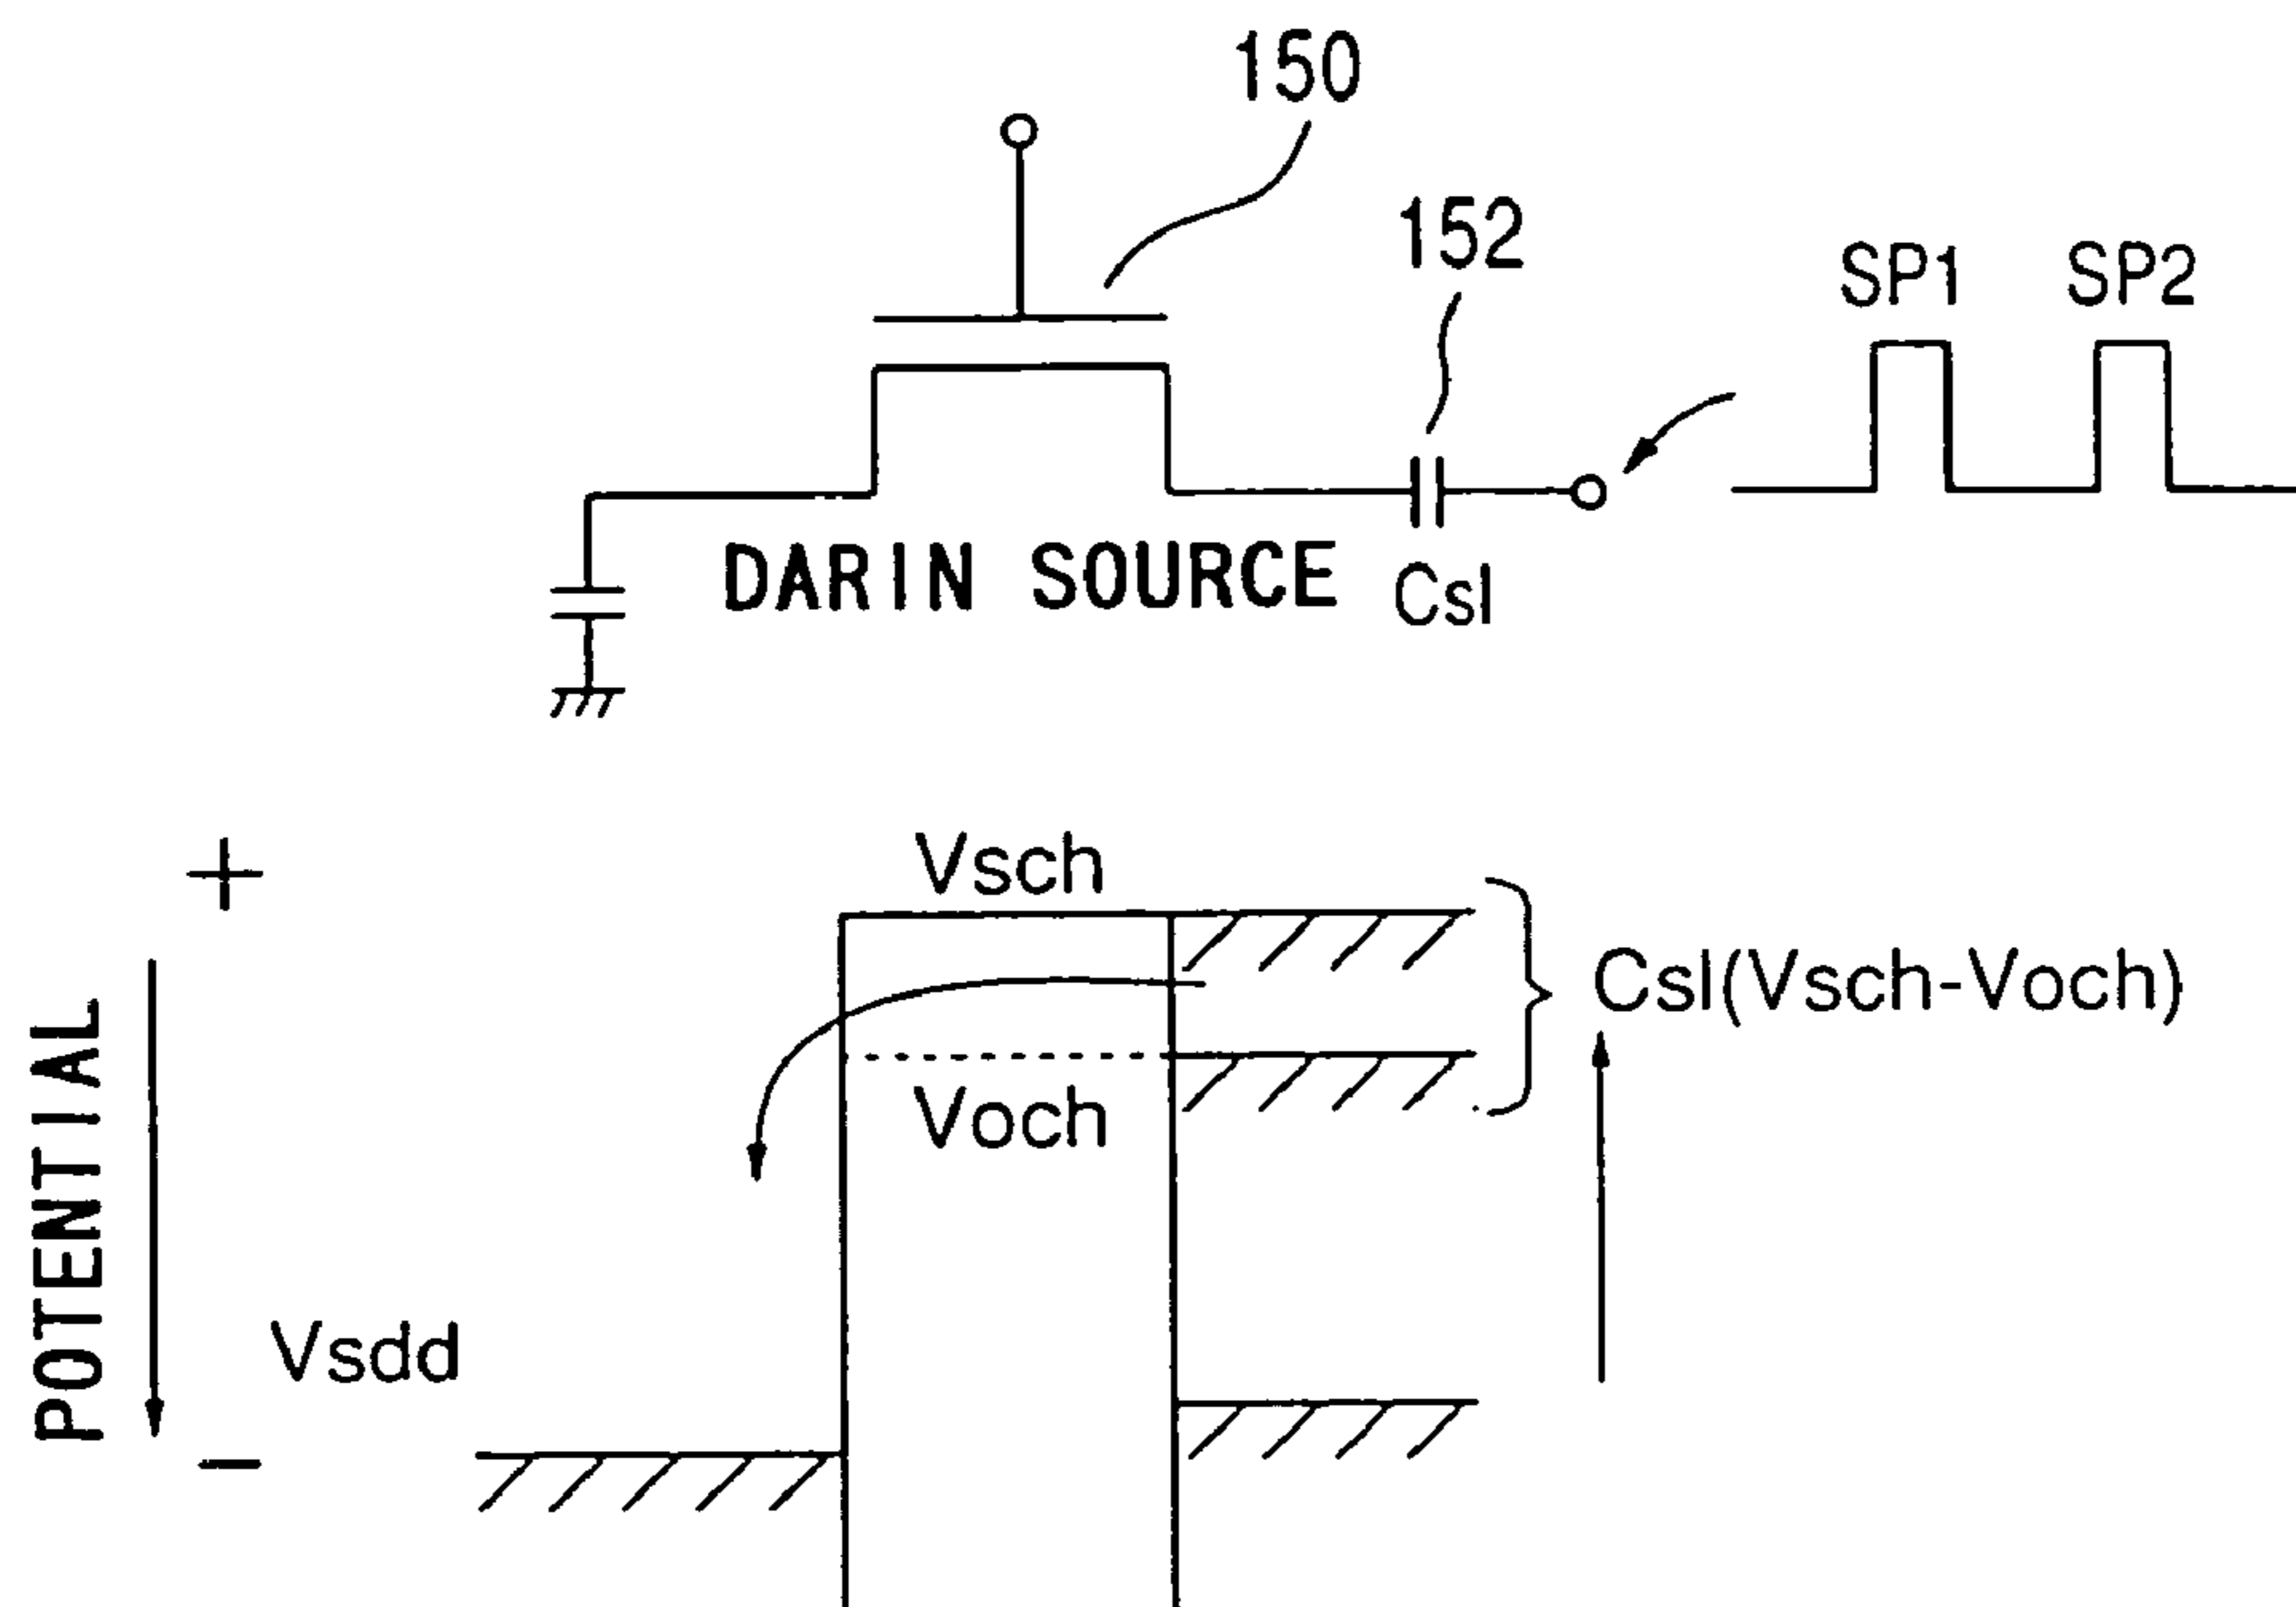 150
152
SP1 SP2
DARIN SOURCE
Csl
+
Vsch
Csl(Vsch-Voch)
Voch
POTENTIAL
Vsdd
−